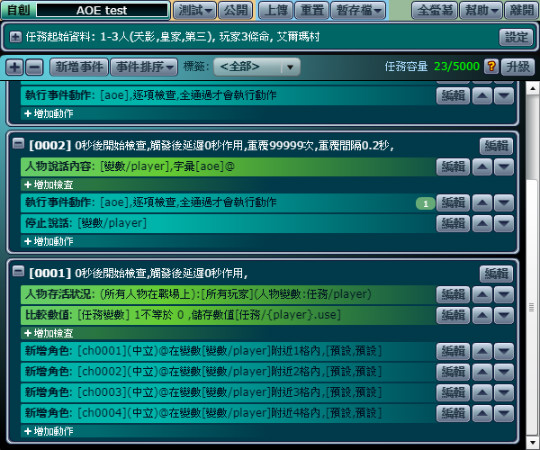 自創 AOE test 測試 公開 上傳 重置 暫存檔 全螢幕 幫助 離開
任務起始資料: 1-3人(天影,皇家,第三), 玩家3條命, 艾爾瑪村 設定
新增事件 事件排序 標籤: <全部> 任務容量 23/5000 ? 升級
執行事件動作: [aoe],逐項檢查,全通過才會執行動作 編輯
+增加動作
[0002] 0秒後開始檢查,觸發後延遲0秒作用,重覆99999次,重覆間隔0.2秒, 編輯
人物說話內容: [變數/player],字彙[aoe]@ 編輯
+增加檢查
執行事件動作: [aoe],逐項檢查,全通過才會執行動作 1 編輯
停止說話: [變數/player] 編輯
+增加動作
[0001] 0秒後開始檢查,觸發後延遲0秒作用, 編輯
人物存活狀況: (所有人物在戰場上):[所有玩家](人物變數:任務/player) 編輯
比較數值: [任務變數] 1不等於 0 ,儲存數值[任務/{player}.use] 編輯
+增加檢查
新增角色: [ch0001](中立)@在變數[變數/player]附近1格內,[預設,預設] 編輯
新增角色: [ch0002](中立)@在變數[變數/player]附近2格內,[預設,預設] 編輯
新增角色: [ch0003](中立)@在變數[變數/player]附近3格內,[預設,預設] 編輯
新增角色: [ch0004](中立)@在變數[變數/player]附近4格內,[預設,預設] 編輯
+增加動作